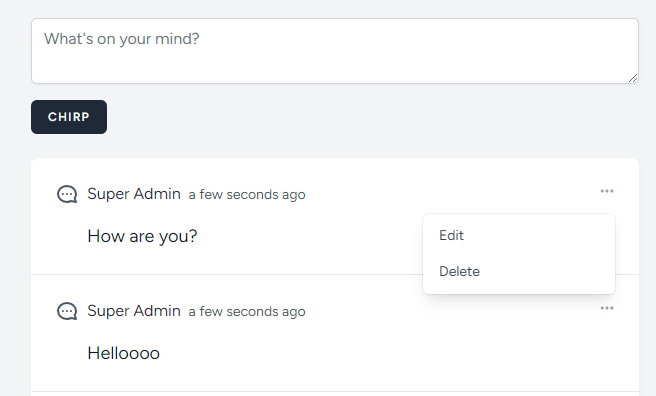 What's on your mind?
CHIRP
Super Admin a few seconds ago
How are you?
Edit
Delete
Super Admin a few seconds ago
Helloooo